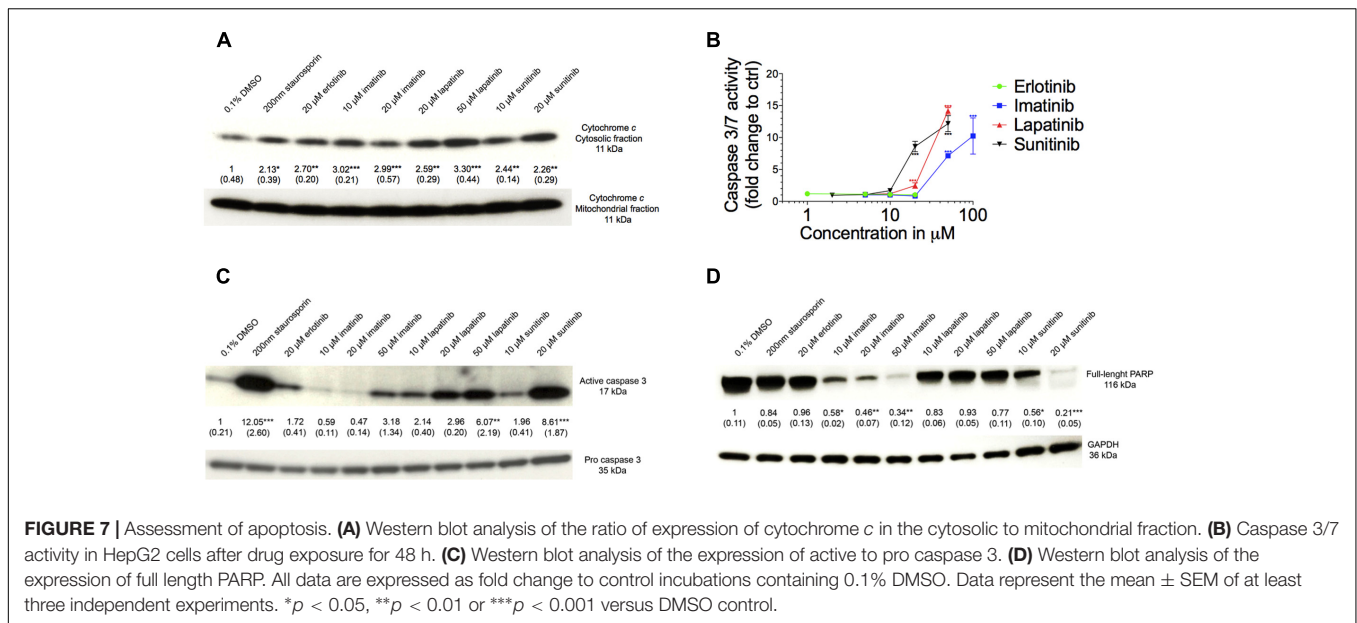 A
0.1% DMSO
200nm staurosporin
20 µM erlotinib
10 µM imatinib
20 µM imatinib
20 µM lapatinib
50 µM lapatinib
10 µM sunitinib
20 µM sunitinib
Cytochrome c
Cytosolic fraction
11 kDa
1 2.13* 2.70** 3.02*** 2.99*** 2.59** 3.30*** 2.44** 2.26**
(0.48) (0.39) (0.20) (0.21) (0.57) (0.29) (0.44) (0.14) (0.29)
Cytochrome c
Mitochondrial fraction
11 kDa
B
Caspase 3/7 activity
(fold change to ctrl)
20
15
10
5
0
1 10 100
Concentration in µM
***
***
***
***
***
***
***
Erlotinib
Imatinib
Lapatinib
Sunitinib
C
0.1% DMSO
200nm staurosporin
20 µM erlotinib
10 µM imatinib
20 µM imatinib
50 µM imatinib
10 µM lapatinib
20 µM lapatinib
50 µM lapatinib
10 µM sunitinib
20 µM sunitinib
Active caspase 3
17 kDa
1 12.05*** 1.72 0.59 0.47 3.18 2.14 2.96 6.07** 1.96 8.61***
(0.21) (2.60) (0.41) (0.11) (0.14) (1.34) (0.40) (0.20) (2.19) (0.41) (1.87)
Pro caspase 3
35 kDa
D
0.1% DMSO
200nm staurosporin
20 µM erlotinib
10 µM imatinib
20 µM imatinib
50 µM imatinib
10 µM lapatinib
20 µM lapatinib
50 µM lapatinib
10 µM sunitinib
20 µM sunitinib
Full-lenght PARP
116 kDa
1 0.84 0.96 0.58* 0.46** 0.34** 0.83 0.93 0.77 0.56* 0.21***
(0.11) (0.05) (0.13) (0.02) (0.07) (0.12) (0.06) (0.05) (0.11) (0.10) (0.05)
GAPDH
36 kDa
FIGURE 7 | Assessment of apoptosis. (A) Western blot analysis of the ratio of expression of cytochrome c in the cytosolic to mitochondrial fraction. (B) Caspase 3/7
activity in HepG2 cells after drug exposure for 48 h. (C) Western blot analysis of the expression of active to pro caspase 3. (D) Western blot analysis of the
expression of full length PARP. All data are expressed as fold change to control incubations containing 0.1% DMSO. Data represent the mean ± SEM of at least
three independent experiments. *p < 0.05, **p < 0.01 or ***p < 0.001 versus DMSO control.